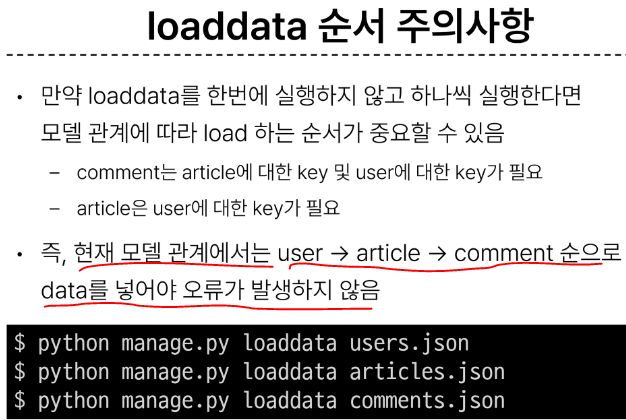 loaddata 순서 주의사항
• 만약 loaddata를 한번에 실행하지 않고 하나씩 실행한다면
모델 관계에 따라 load 하는 순서가 중요할 수 있음
– comment는 article에 대한 key 및 user에 대한 key가 필요
– article은 user에 대한 key가 필요
• 즉, 현재 모델 관계에서는 user → article → comment 순으로
data를 넣어야 오류가 발생하지 않음
$ python manage.py loaddata users.json
$ python manage.py loaddata articles.json
$ python manage.py loaddata comments.json